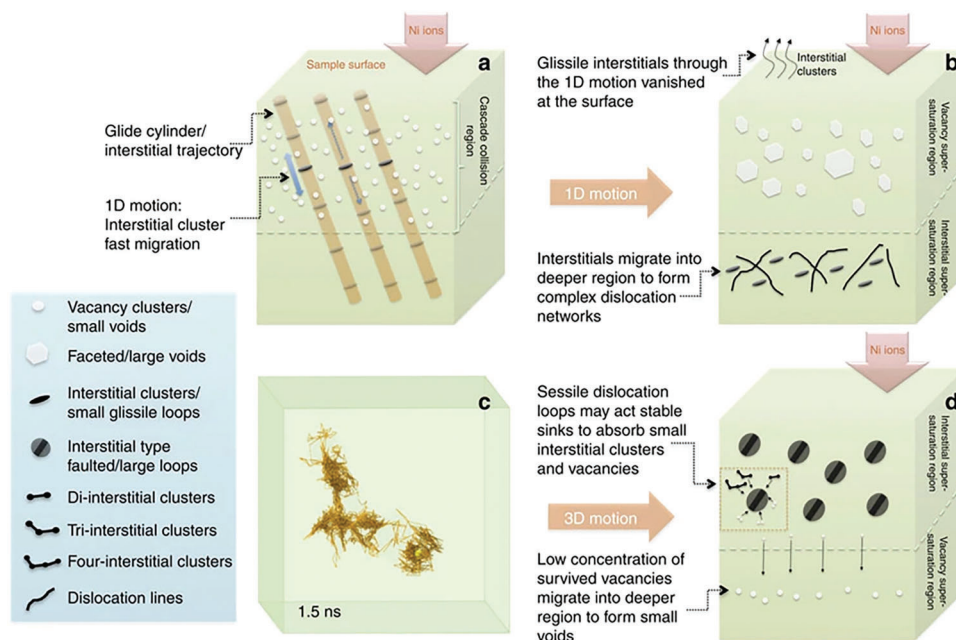 Ni ions
Sample surface
a
Glide cylinder/
interstitial trajectory
Cascade collision
region
1D motion:
Interstitial cluster
fast migration
Ni ions
b
Glissile interstitials through
the 1D motion vanished
at the surface
Interstitial
clusters
Vacancy super-
saturation region
1D motion
Interstitial super-
saturation region
Interstitials migrate into
deeper region to form
complex dislocation
networks
Vacancy clusters/
small voids
Faceted/large voids
Interstitial clusters/
small glissile loops
Interstitial type
faulted/large loops
Di-interstitial clusters
Tri-interstitial clusters
Four-interstitial clusters
Dislocation lines
c
1.5 ns
Ni ions
d
Sessile dislocation
loops may act stable
sinks to absorb small
interstitial clusters
and vacancies
Interstitial super-
saturation region
3D motion
Vacancy super-
saturation region
Low concentration of
survived vacancies
migrate into deeper
region to form small
voids